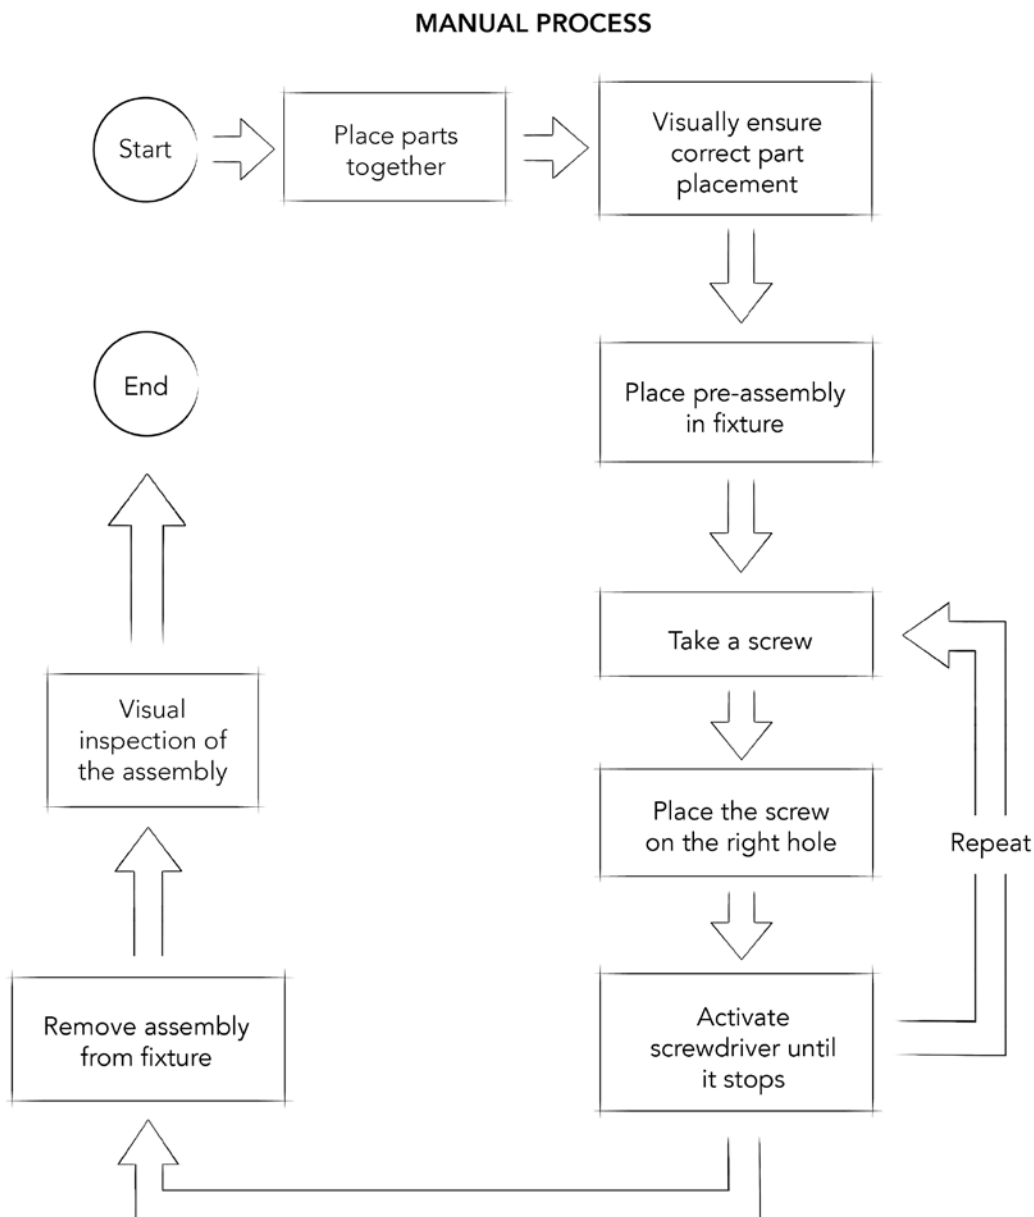 MANUAL PROCESS
Start
Place parts
together
Visually ensure
correct part
placement
Place pre-assembly
in fixture
Take a screw
Place the screw
on the right hole
Repeat
Activate
screwdriver until
it stops
Remove assembly
from fixture
Visual
inspection of
the assembly
End